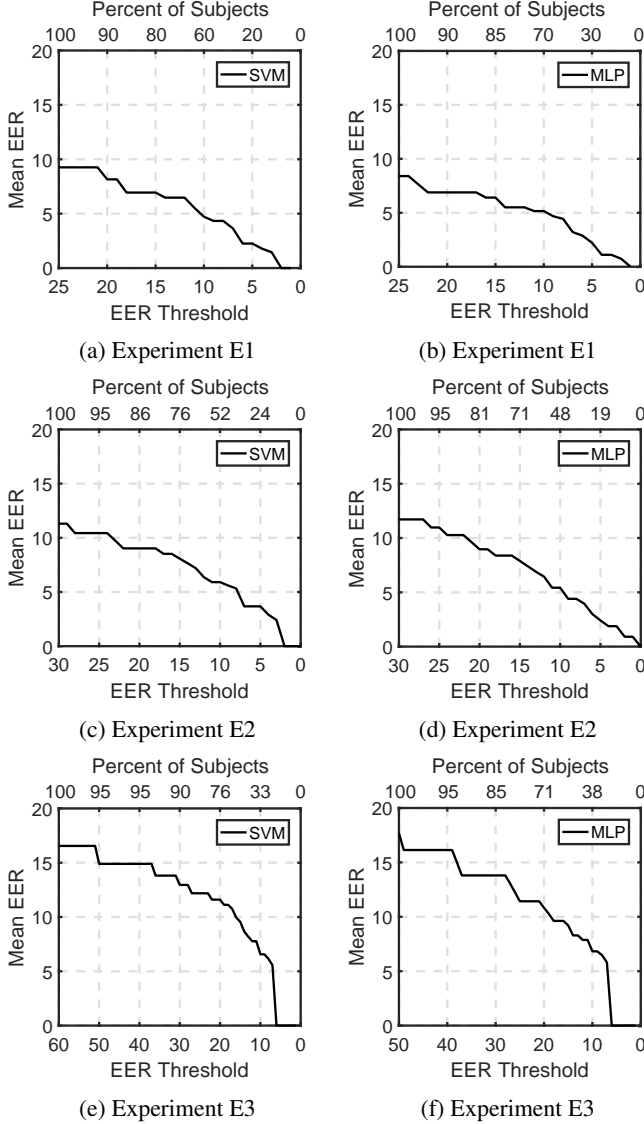 Percent of Subjects
100 90 80 60 20 0
20
15
10
5
0
Mean EER
SVM
25 20 15 10 5 0
EER Threshold
(a) Experiment E1
Percent of Subjects
100 90 85 70 30 0
20
15
10
5
0
Mean EER
MLP
25 20 15 10 5 0
EER Threshold
(b) Experiment E1
Percent of Subjects
100 95 86 76 52 24 0
20
15
10
5
0
Mean EER
SVM
30 25 20 15 10 5 0
EER Threshold
(c) Experiment E2
Percent of Subjects
100 95 81 71 48 19 0
20
15
10
5
0
Mean EER
MLP
30 25 20 15 10 5 0
EER Threshold
(d) Experiment E2
Percent of Subjects
100 95 95 90 76 33 0
20
15
10
5
0
Mean EER
SVM
60 50 40 30 20 10 0
EER Threshold
(e) Experiment E3
Percent of Subjects
100 95 85 71 38 0
20
15
10
5
0
Mean EER
MLP
50 40 30 20 10 0
EER Threshold
(f) Experiment E3